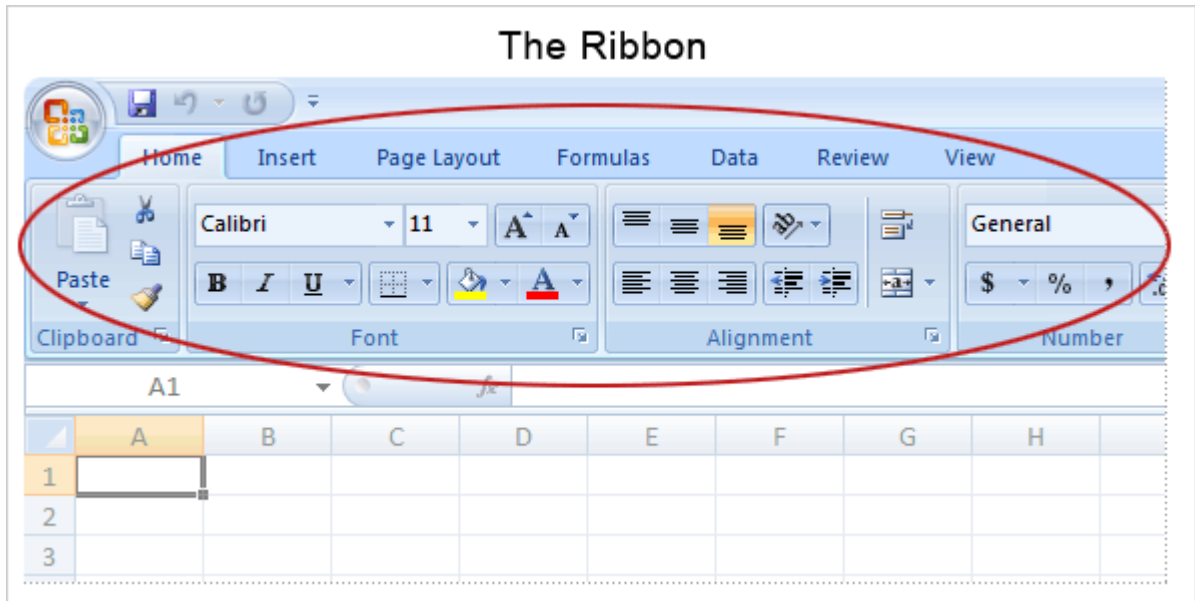 The Ribbon
Home Insert Page Layout Formulas Data Review View
Calibri 11 A A General
Paste B I U A a $ % ,
Clipboard Font Alignment Number
A1 fx
A B C D E F G H
1
2
3